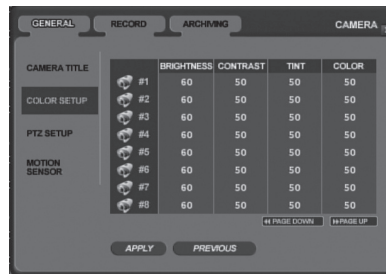 GENERAL RECORD ARCHIVING CAMERA
CAMERA TITLE
COLOR SETUP
PTZ SETUP
MOTION
SENSOR
BRIGHTNESS CONTRAST TINT COLOR
#1 60 50 50 50
#2 60 50 50 50
#3 60 50 50 50
#4 60 50 50 50
#5 60 50 50 50
#6 60 50 50 50
#7 60 50 50 50
#8 60 50 50 50
PAGE DOWN PAGE UP
APPLY PREVIOUS